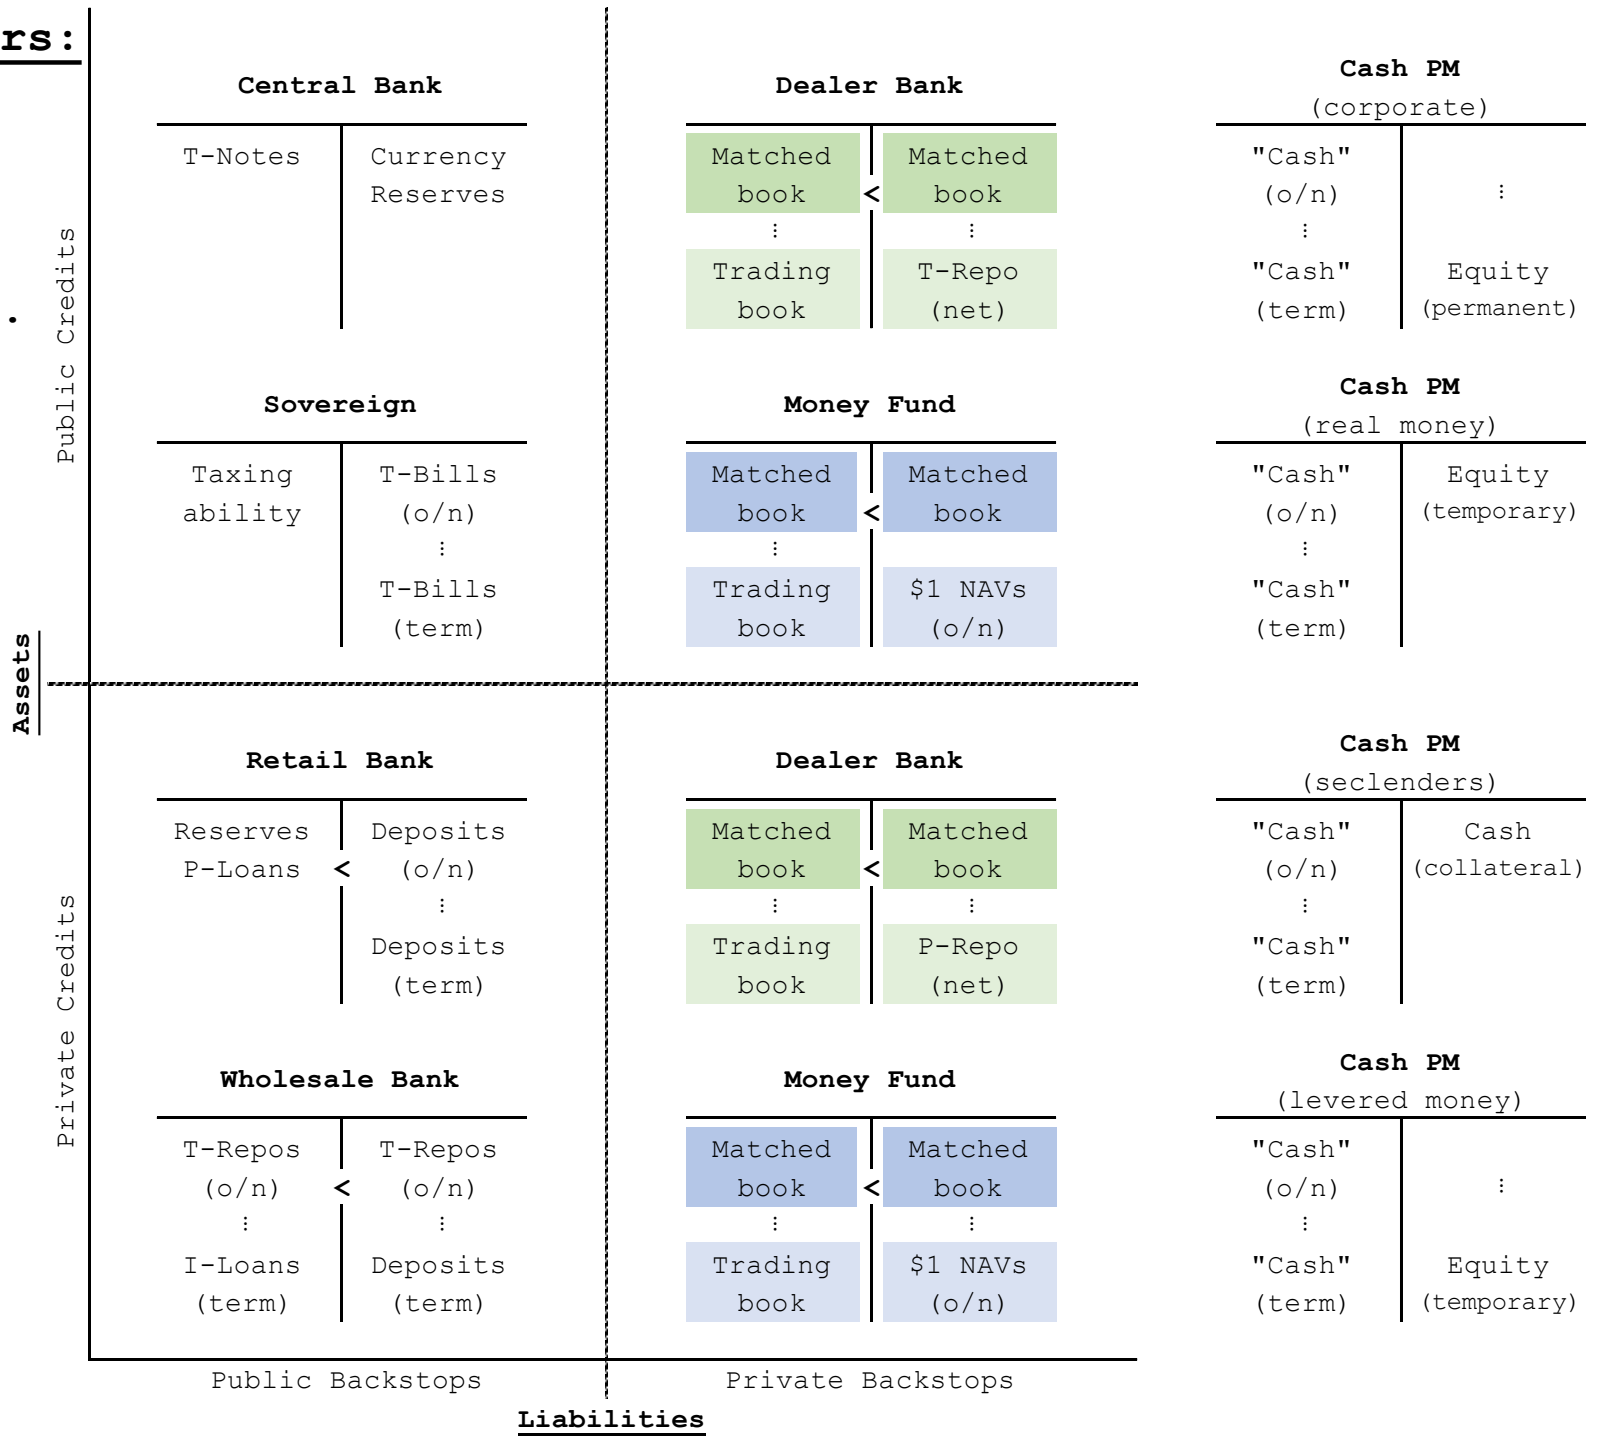 rs:
Central Bank
T-Notes
Currency
Reserves
Sovereign
Taxing
ability
T-Bills
(o/n)
⋮
T-Bills
(term)
Dealer Bank
Matched
book
⋮
Trading
book
<
Matched
book
⋮
T-Repo
(net)
Money Fund
Matched
book
⋮
Trading
book
<
Matched
book
$1 NAVs
(o/n)
Cash PM
(corporate)
"Cash"
(o/n)
⋮
"Cash"
(term)
⋮
Equity
(permanent)
Cash PM
(real money)
"Cash"
(o/n)
⋮
"Cash"
(term)
Equity
(temporary)
Public Credits
Assets
Private Credits
Retail Bank
Reserves
P-Loans
<
Deposits
(o/n)
⋮
Deposits
(term)
Wholesale Bank
T-Repos
(o/n)
⋮
I-Loans
(term)
<
T-Repos
(o/n)
⋮
Deposits
(term)
Dealer Bank
Matched
book
⋮
Trading
book
<
Matched
book
⋮
P-Repo
(net)
Money Fund
Matched
book
⋮
Trading
book
<
Matched
book
⋮
$1 NAVs
(o/n)
Cash PM
(seclenders)
"Cash"
(o/n)
⋮
"Cash"
(term)
Cash
(collateral)
Cash PM
(levered money)
"Cash"
(o/n)
⋮
"Cash"
(term)
⋮
Equity
(temporary)
Public Backstops
Private Backstops
Liabilities